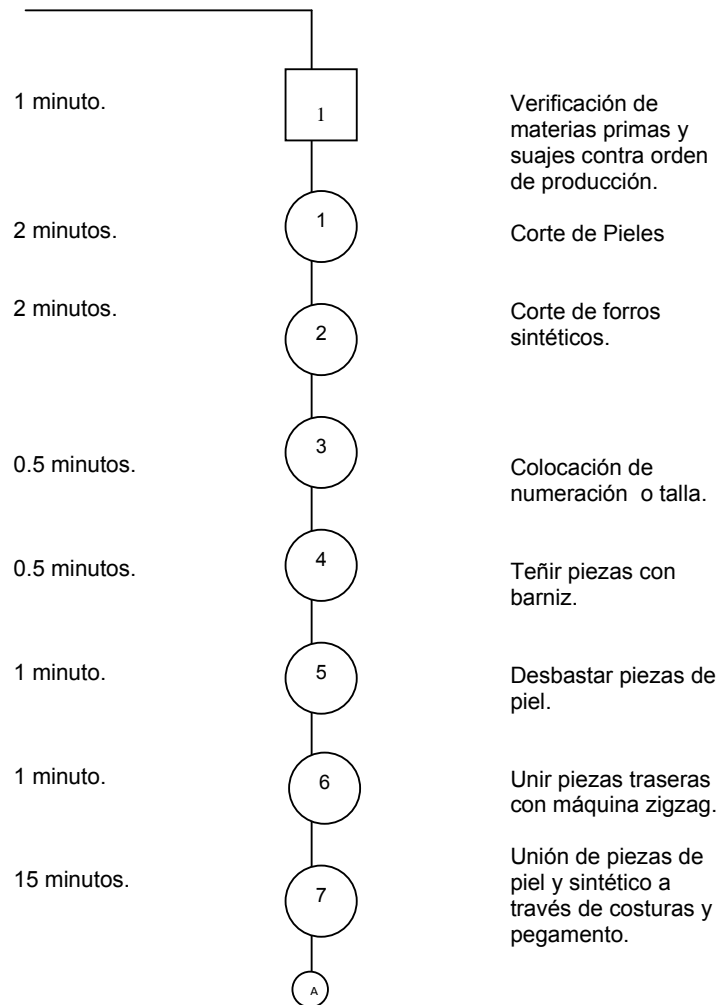 1 minuto.
1
Verificación de
materias primas y
suajes contra orden
de producción.
2 minutos.
1
Corte de Pieles
2 minutos.
2
Corte de forros
sintéticos.
0.5 minutos.
3
Colocación de
numeración o talla.
0.5 minutos.
4
Teñir piezas con
barniz.
1 minuto.
5
Desbastar piezas de
piel.
1 minuto.
6
Unir piezas traseras
con máquina zigzag.
15 minutos.
7
Unión de piezas de
piel y sintético a
través de costuras y
pegamento.
A